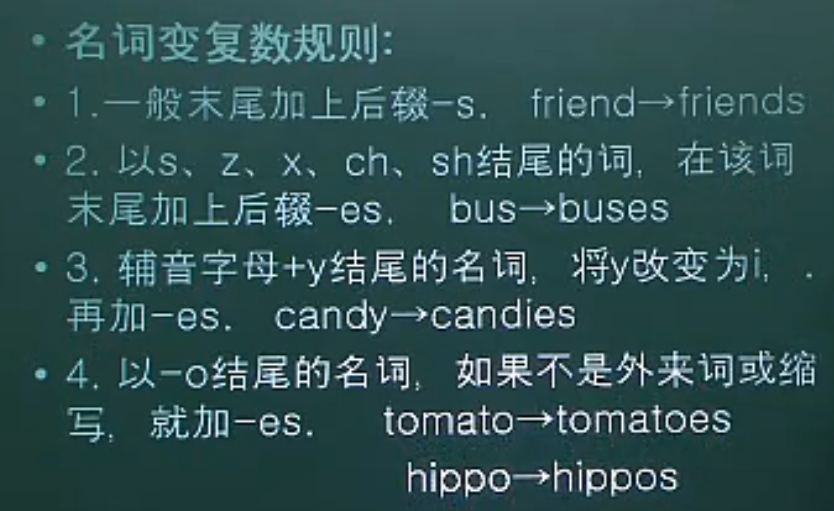 • 名词变复数规则:
• 1.一般末尾加上后辍-s. friend→friends
• 2. 以s、z、x、ch、sh结尾的词, 在该词
末尾加上后辍-es. bus→buses
• 3. 辅音字母+y结尾的名词, 将y改变为i, .
再加-es. candy→candies
• 4. 以-o结尾的名词, 如果不是外来词或缩
写, 就加-es. tomato→tomatoes
hippo→hippos